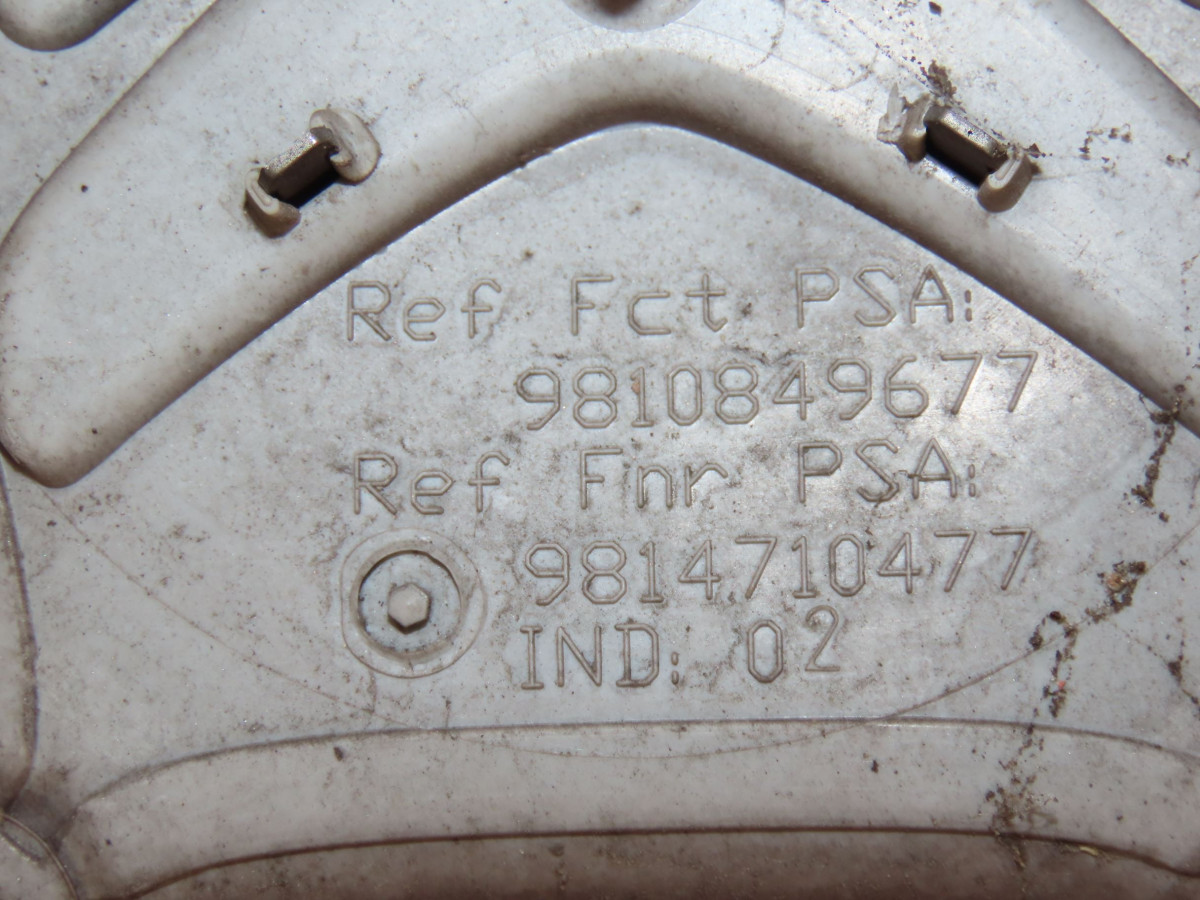 Ref Fct PSA:
9810849677
Ref Fnr PSA:
9814710477
IND: 02